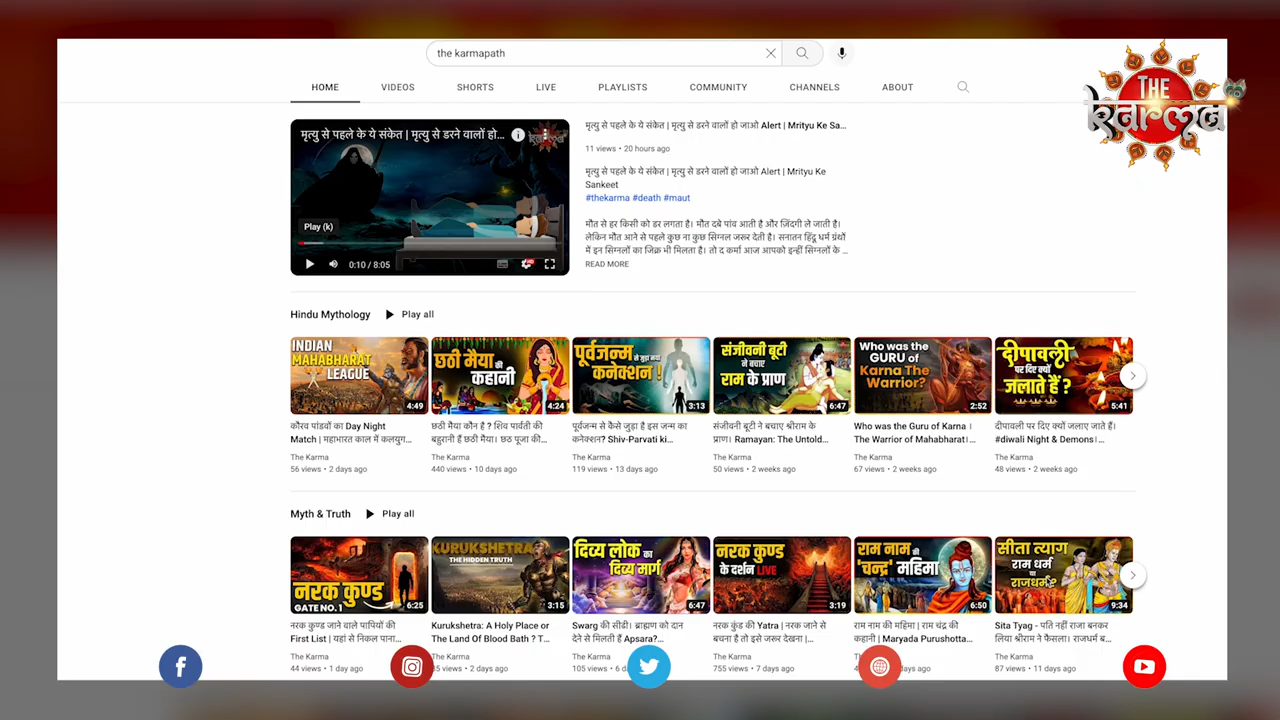 the karmapath
HOME VIDEOS SHORTS LIVE PLAYLISTS COMMUNITY CHANNELS ABOUT
THE
मृत्यु से पहले के ये संकेत | मृत्यु से डरने वालों हो...
Play (k)
0:10 / 8:05
मृत्यु से पहले के ये संकेत | मृत्यु से डरने वालों हो जाओ Alert | Mrityu Ke Sa...
11 views • 20 hours ago
मृत्यु से पहले के ये संकेत | मृत्यु से डरने वालों हो जाओ Alert | Mrityu Ke
Sankeet
#thekarma #death #maut
मौत से हर किसी को डर लगता है। मौत दबे पांव आती है और ज़िंदगी ले जाती है।
लेकिन मौत आने से पहले कुछ ना कुछ सिग्नल जरूर देती है। सनातन हिंदू धर्म ग्रंथों
में इन सिग्नलों का जिक्र भी मिलता है। तो द कर्मा आज आपको इन्हीं सिग्नलों के ...
READ MORE
Hindu Mythology Play all
INDIAN
MAHABHARAT
LEAGUE
4:49
छठी मैया की
कहानी
4:24
पूर्वजन्म से जुड़ा नया
कनेक्शन !
3:13
संजीवनी बूटी
ने बचाए
राम के प्राण
6:47
Who was the
GURU of
Karna The
Warrior?
2:52
दीपावली
पर दिए क्यों
जलाते हैं ?
5:41
कौरव पांडवों का Day Night
Match | महाभारत काल में कलयुग...
The Karma
56 views • 2 days ago
छठी मैया कौन है ? शिव पार्वती की
बहुरानी हैं छठी मैया। छठ पूजा की...
The Karma
440 views • 10 days ago
पूर्वजन्म से कैसे जुड़ा है इस जन्म का
कनेक्शन? Shiv-Parvati ki...
The Karma
119 views • 13 days ago
संजीवनी बूटी ने बचाए श्रीराम के
प्राण। Ramayan: The Untold...
The Karma
50 views • 2 weeks ago
Who was the Guru of Karna ।
The Warrior of Mahabharat।...
The Karma
67 views • 2 weeks ago
दीपावली पर दिए क्यों जलाए जाते हैं।
#diwali Night & Demons।...
The Karma
48 views • 2 weeks ago
Myth & Truth Play all
नरक कुण्ड
GATE NO. 1
6:25
KURUKSHETRA
THE HIDDEN TRUTH
3:15
दिव्य लोक का
दिव्य मार्ग
6:47
नरक कुण्ड
के दर्शन LIVE
3:19
राम नाम की
'चन्द्र' महिमा
6:50
सीता त्याग
राम धर्म
या
राजधर्म?
9:34
नरक कुण्ड जाने वाले पापियों की
First List | यहां से निकल पाना...
The Karma
44 views • 1 day ago
Kurukshetra: A Holy Place or
The Land Of Blood Bath ? T...
The Karma
views • 2 days ago
Swarg की सीढी। ब्राह्मण को दान
देने से मिलती है Apsara?...
The Karma
105 views • 6
नरक कुंड की Yatra | नरक जाने से
बचना है तो इसे जरूर देखना |...
The Karma
755 views • 7 days ago
राम नाम की महिमा | राम चंद्र की
कहानी | Maryada Purushotta...
The Karma
days ago
Sita Tyag - पति नहीं राजा बनकर
लिया श्रीराम ने फैसला। राजधर्म ब...
The Karma
87 views • 11 days ago